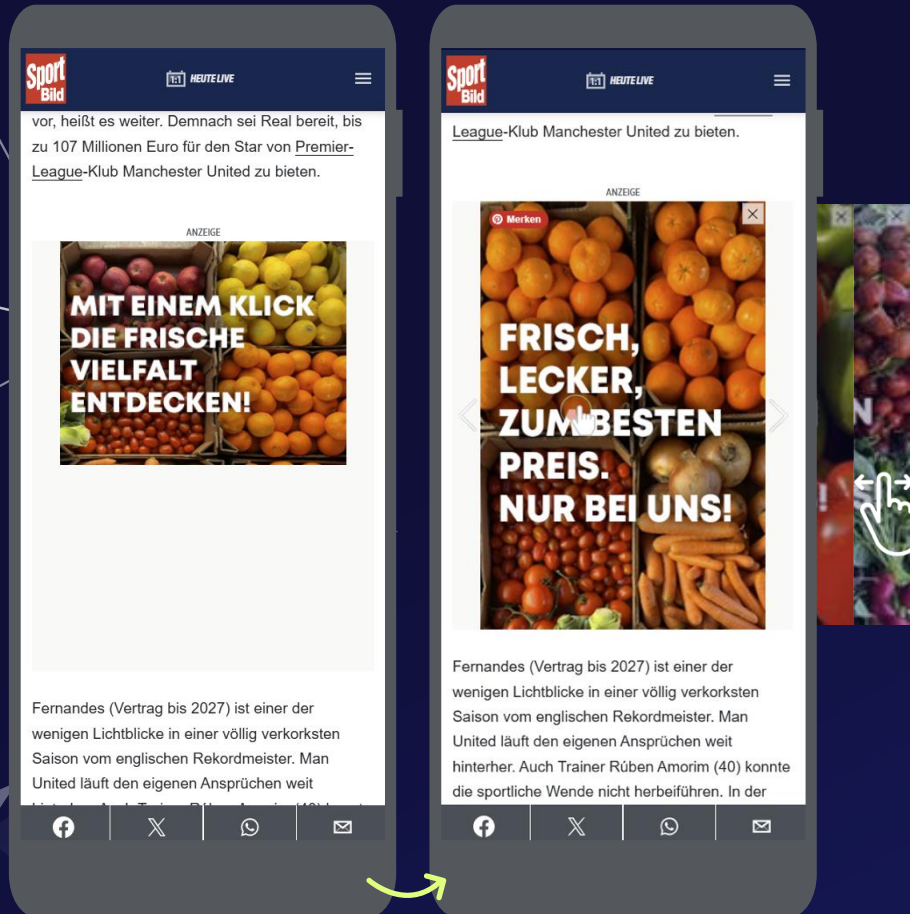 Sport
Bild
1:1 HEUTE LIVE
vor, heißt es weiter. Demnach sei Real bereit, bis
zu 107 Millionen Euro für den Star von Premier-
League-Klub Manchester United zu bieten.
ANZEIGE
MIT EINEM KLICK
DIE FRISCHE
VIELFALT
ENTDECKEN!
Fernandes (Vertrag bis 2027) ist einer der
wenigen Lichtblicke in einer völlig verkorksten
Saison vom englischen Rekordmeister. Man
United läuft den eigenen Ansprüchen weit
Sport
Bild
1:1 HEUTE LIVE
League-Klub Manchester United zu bieten.
ANZEIGE
Merken
FRISCH,
LECKER,
ZUM BESTEN
PREIS.
NUR BEI UNS!
Fernandes (Vertrag bis 2027) ist einer der
wenigen Lichtblicke in einer völlig verkorksten
Saison vom englischen Rekordmeister. Man
United läuft den eigenen Ansprüchen weit
hinterher. Auch Trainer Rúben Amorim (40) konnte
die sportliche Wende nicht herbeiführen. In der